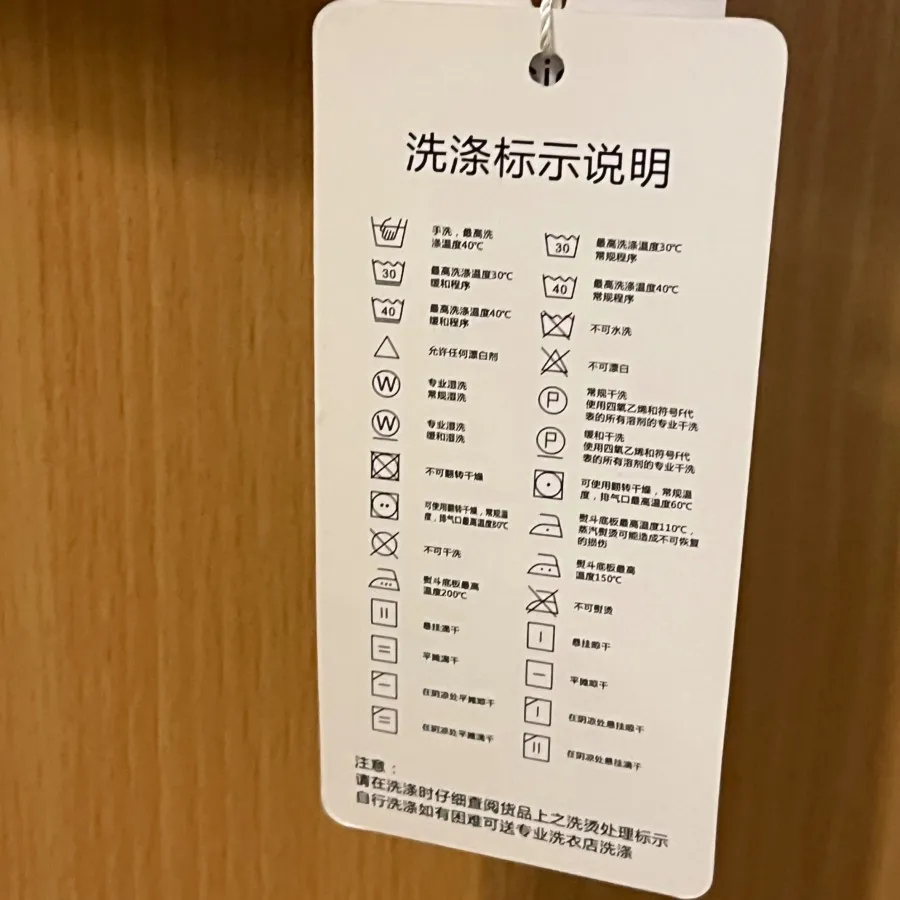 洗涤标示说明
手洗，最高洗
涤温度40℃
30
最高洗涤温度30℃
缓和程序
40
最高洗涤温度40℃
缓和程序
允许任何漂白剂
W
专业湿洗
常规湿洗
W
专业湿洗
缓和湿洗
不可翻转干燥
可使用翻转干燥，常规温
度，排气口最高温度80℃
不可干洗
熨斗底板最高
温度200℃
悬挂滴干
平摊滴干
在阴凉处平摊晾干
在阴凉处平摊滴干
30
最高洗涤温度30℃
常规程序
40
最高洗涤温度40℃
常规程序
不可水洗
不可漂白
P
常规干洗
使用四氯乙烯和符号F代
表的所有溶剂的专业干洗
P
缓和干洗
使用四氯乙烯和符号F代
表的所有溶剂的专业干洗
可使用翻转干燥，常规温
度，排气口最高温度60℃
熨斗底板最高温度110℃，
蒸汽熨烫可能造成不可恢复
的损伤
熨斗底板最高
温度150℃
不可熨烫
悬挂晾干
平摊晾干
在阴凉处悬挂晾干
在阴凉处悬挂滴干
注意：
请在洗涤时仔细查阅货品上之洗烫处理标示
自行洗涤如有困难可送专业洗衣店洗涤